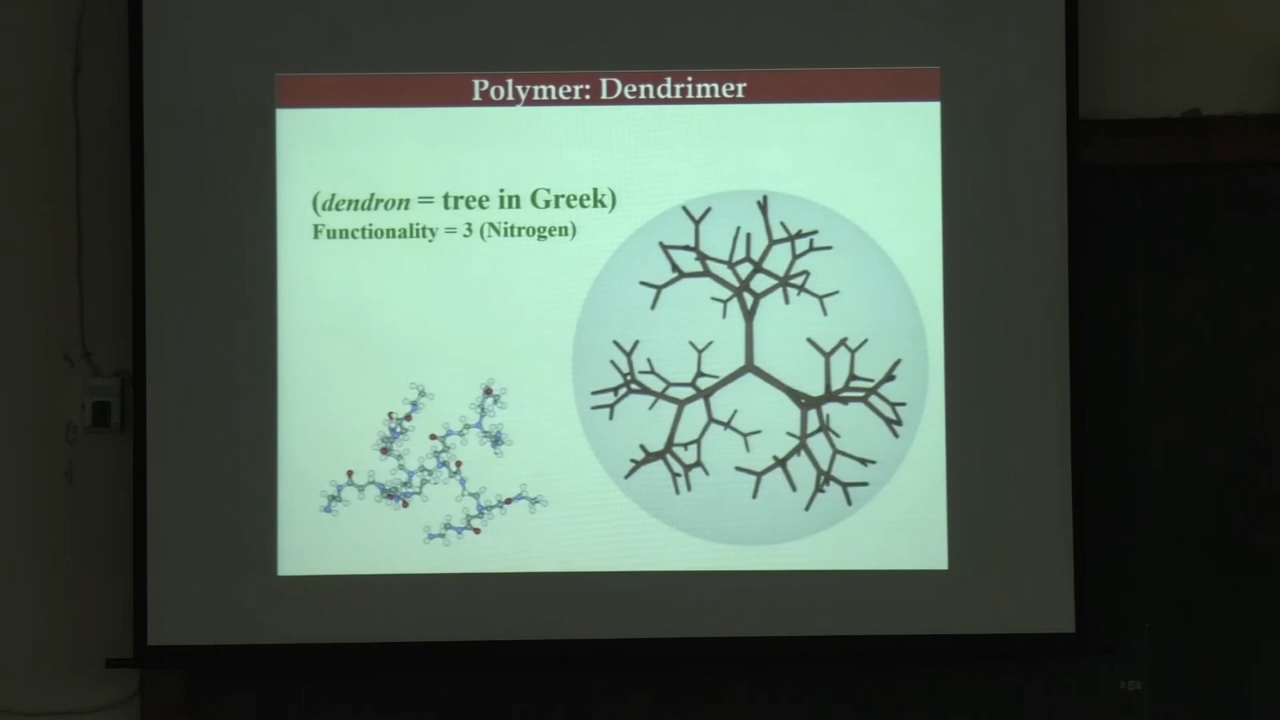 Polymer: Dendrimer
(dendron = tree in Greek)
Functionality = 3 (Nitrogen)